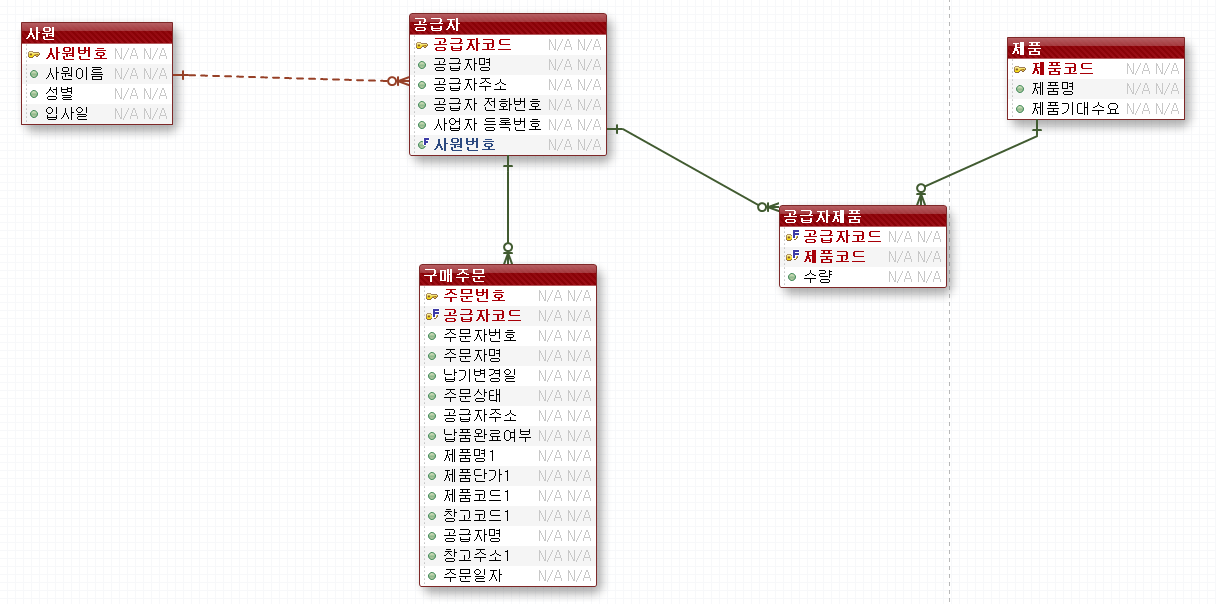 사원
사원번호 N/A N/A
사원이름 N/A N/A
성별 N/A N/A
입사일 N/A N/A
공급자
공급자코드 N/A N/A
공급자명 N/A N/A
공급자주소 N/A N/A
공급자 전화번호 N/A N/A
사업자 등록번호 N/A N/A
사원번호 N/A N/A
제품
제품코드 N/A N/A
제품명 N/A N/A
제품기대수요 N/A N/A
공급자제품
공급자코드 N/A N/A
제품코드 N/A N/A
수량 N/A N/A
구매주문
주문번호 N/A N/A
공급자코드 N/A N/A
주문자번호 N/A N/A
주문자명 N/A N/A
납기변경일 N/A N/A
주문상태 N/A N/A
공급자주소 N/A N/A
납품완료여부 N/A N/A
제품명1 N/A N/A
제품단가1 N/A N/A
제품코드1 N/A N/A
창고코드1 N/A N/A
공급자명 N/A N/A
창고주소1 N/A N/A
주문일자 N/A N/A